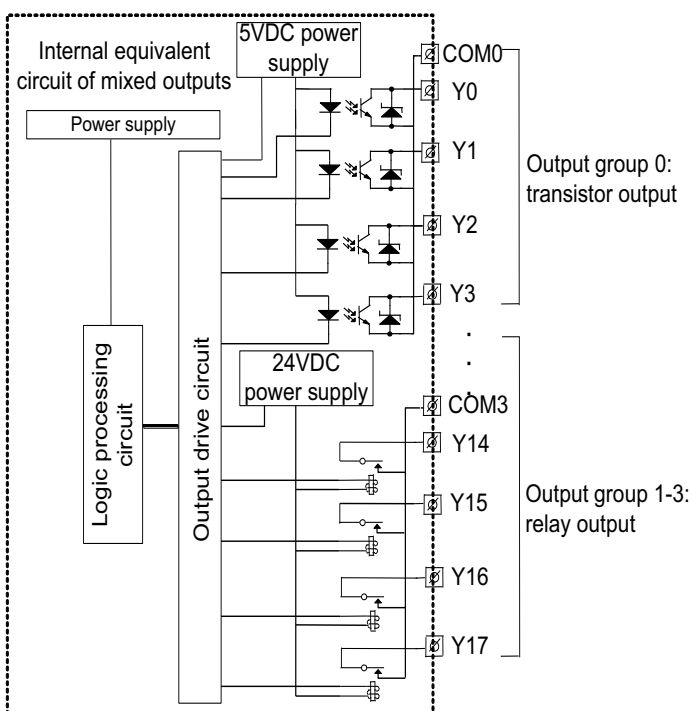 Internal equivalent
circuit of mixed outputs
5VDC power
supply
COM0
Y0
Power supply
Y1
Output group 0:
transistor output
Y2
Y3
Logic processing
circuit
Output drive circuit
24VDC
power supply
COM3
Y14
Y15
Output group 1-3:
relay output
Y16
Y17